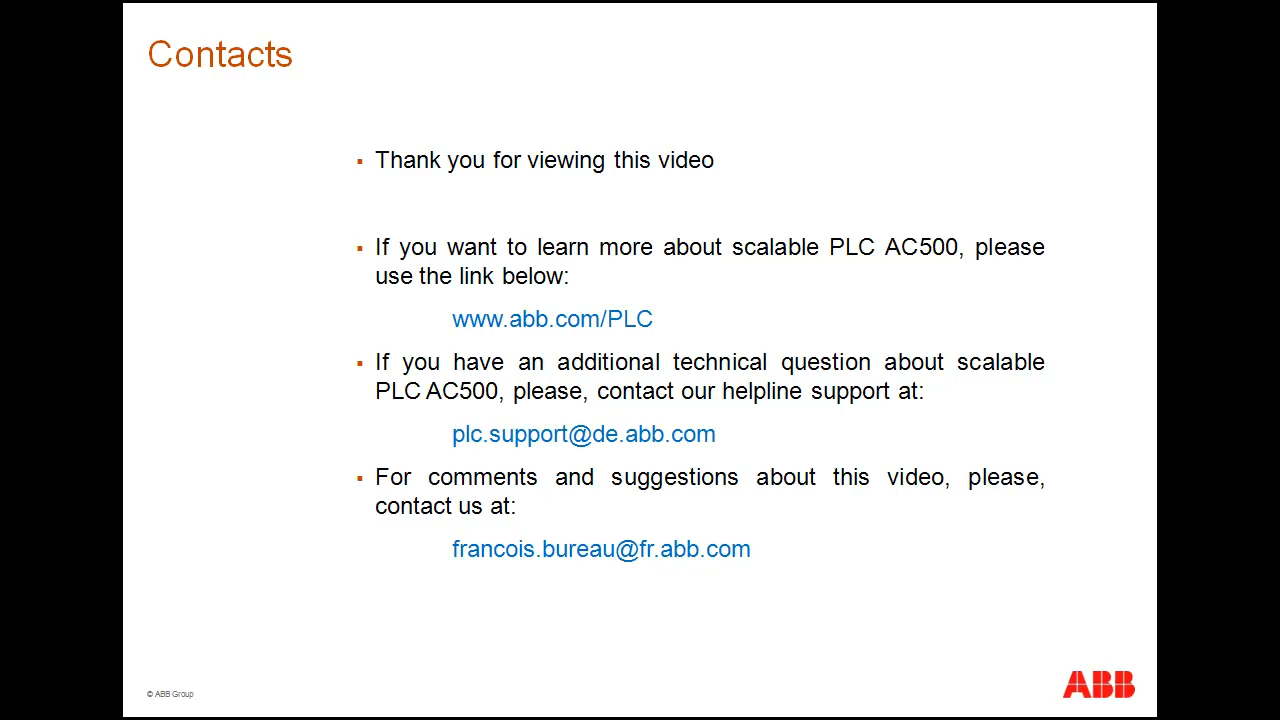 Contacts
▪ Thank you for viewing this video
▪ If you want to learn more about scalable PLC AC500, please
use the link below:
www.abb.com/PLC
▪ If you have an additional technical question about scalable
PLC AC500, please, contact our helpline support at:
plc.support@de.abb.com
▪ For comments and suggestions about this video, please,
contact us at:
francois.bureau@fr.abb.com
© ABB Group
ABB